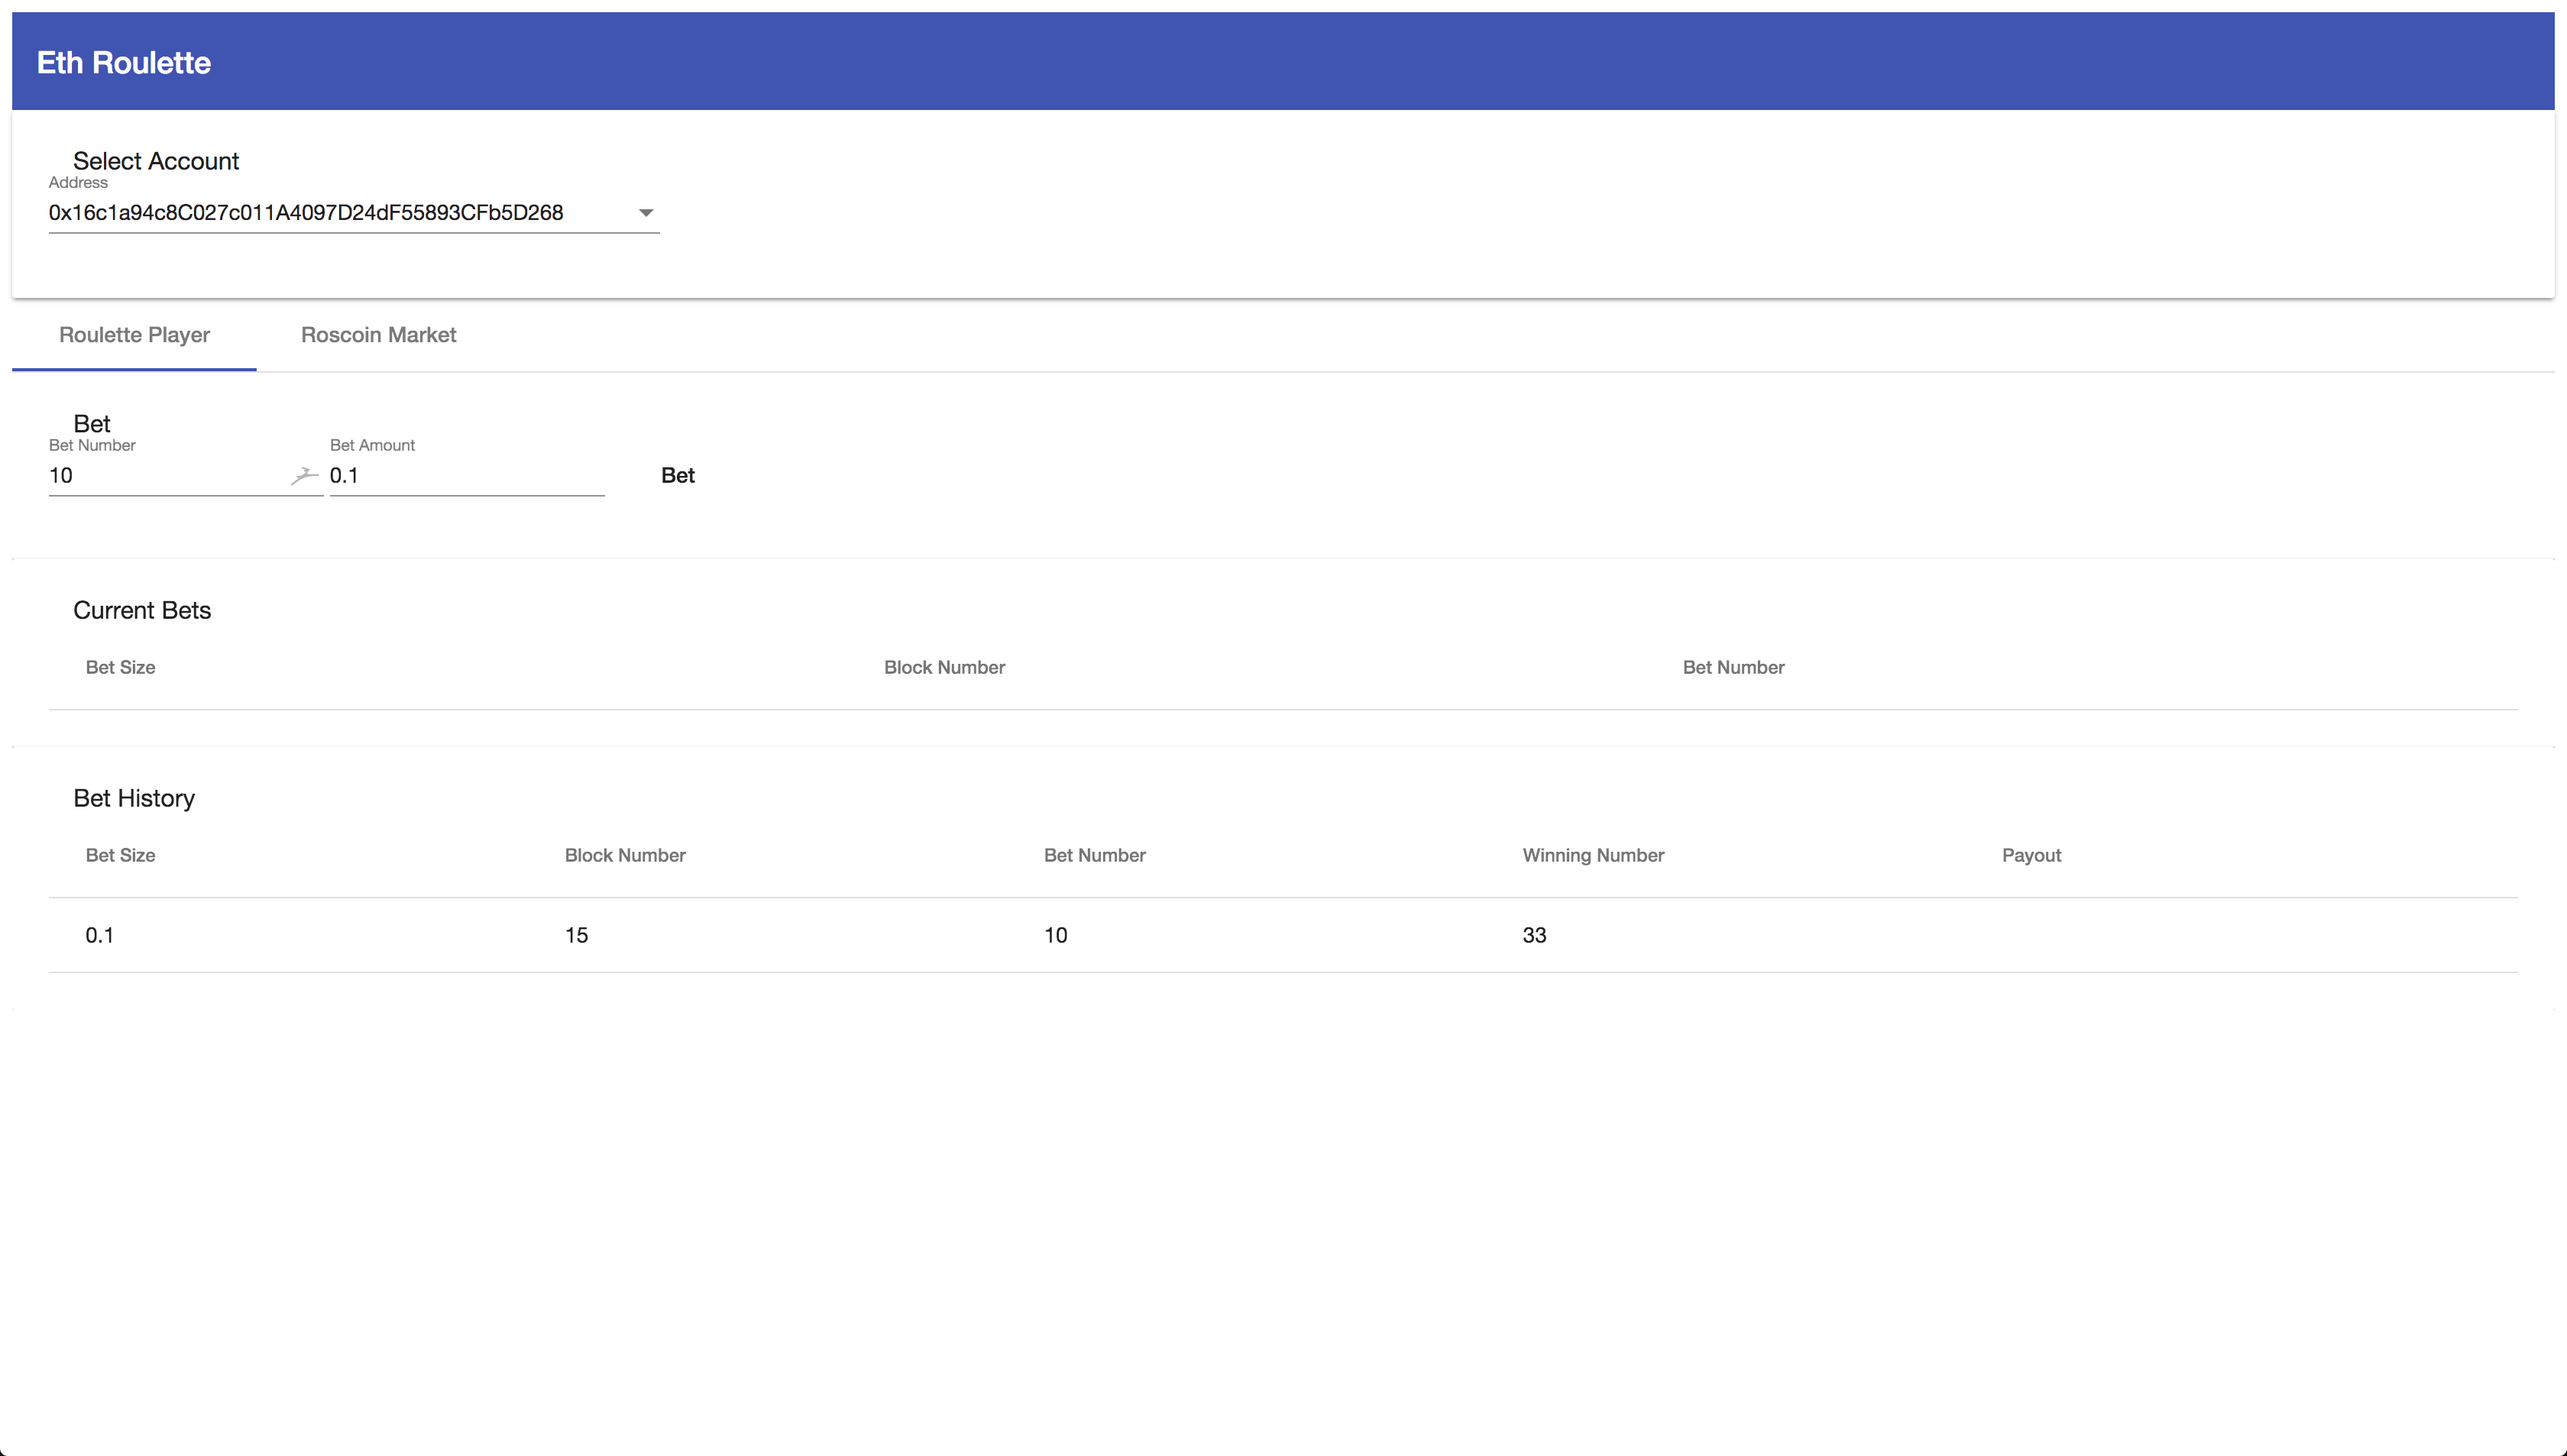 Eth Roulette
Select Account
Address
0x16c1a94c8C027c011A4097D24dF55893CFb5D268
Roulette Player Roscoin Market
Bet
Bet Number Bet Amount
10 0.1 Bet
Current Bets
Bet Size Block Number Bet Number
Bet History
Bet Size Block Number Bet Number Winning Number Payout
0.1 15 10 33